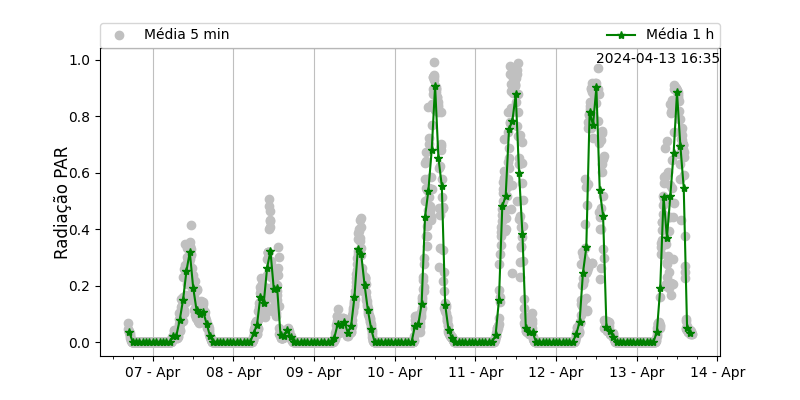 Média 5 min
Média 1 h
2024-04-13 16:35
Radiação PAR
1.0
0.8
0.6
0.4
0.2
0.0
07 - Apr
08 - Apr
09 - Apr
10 - Apr
11 - Apr
12 - Apr
13 - Apr
14 - Apr